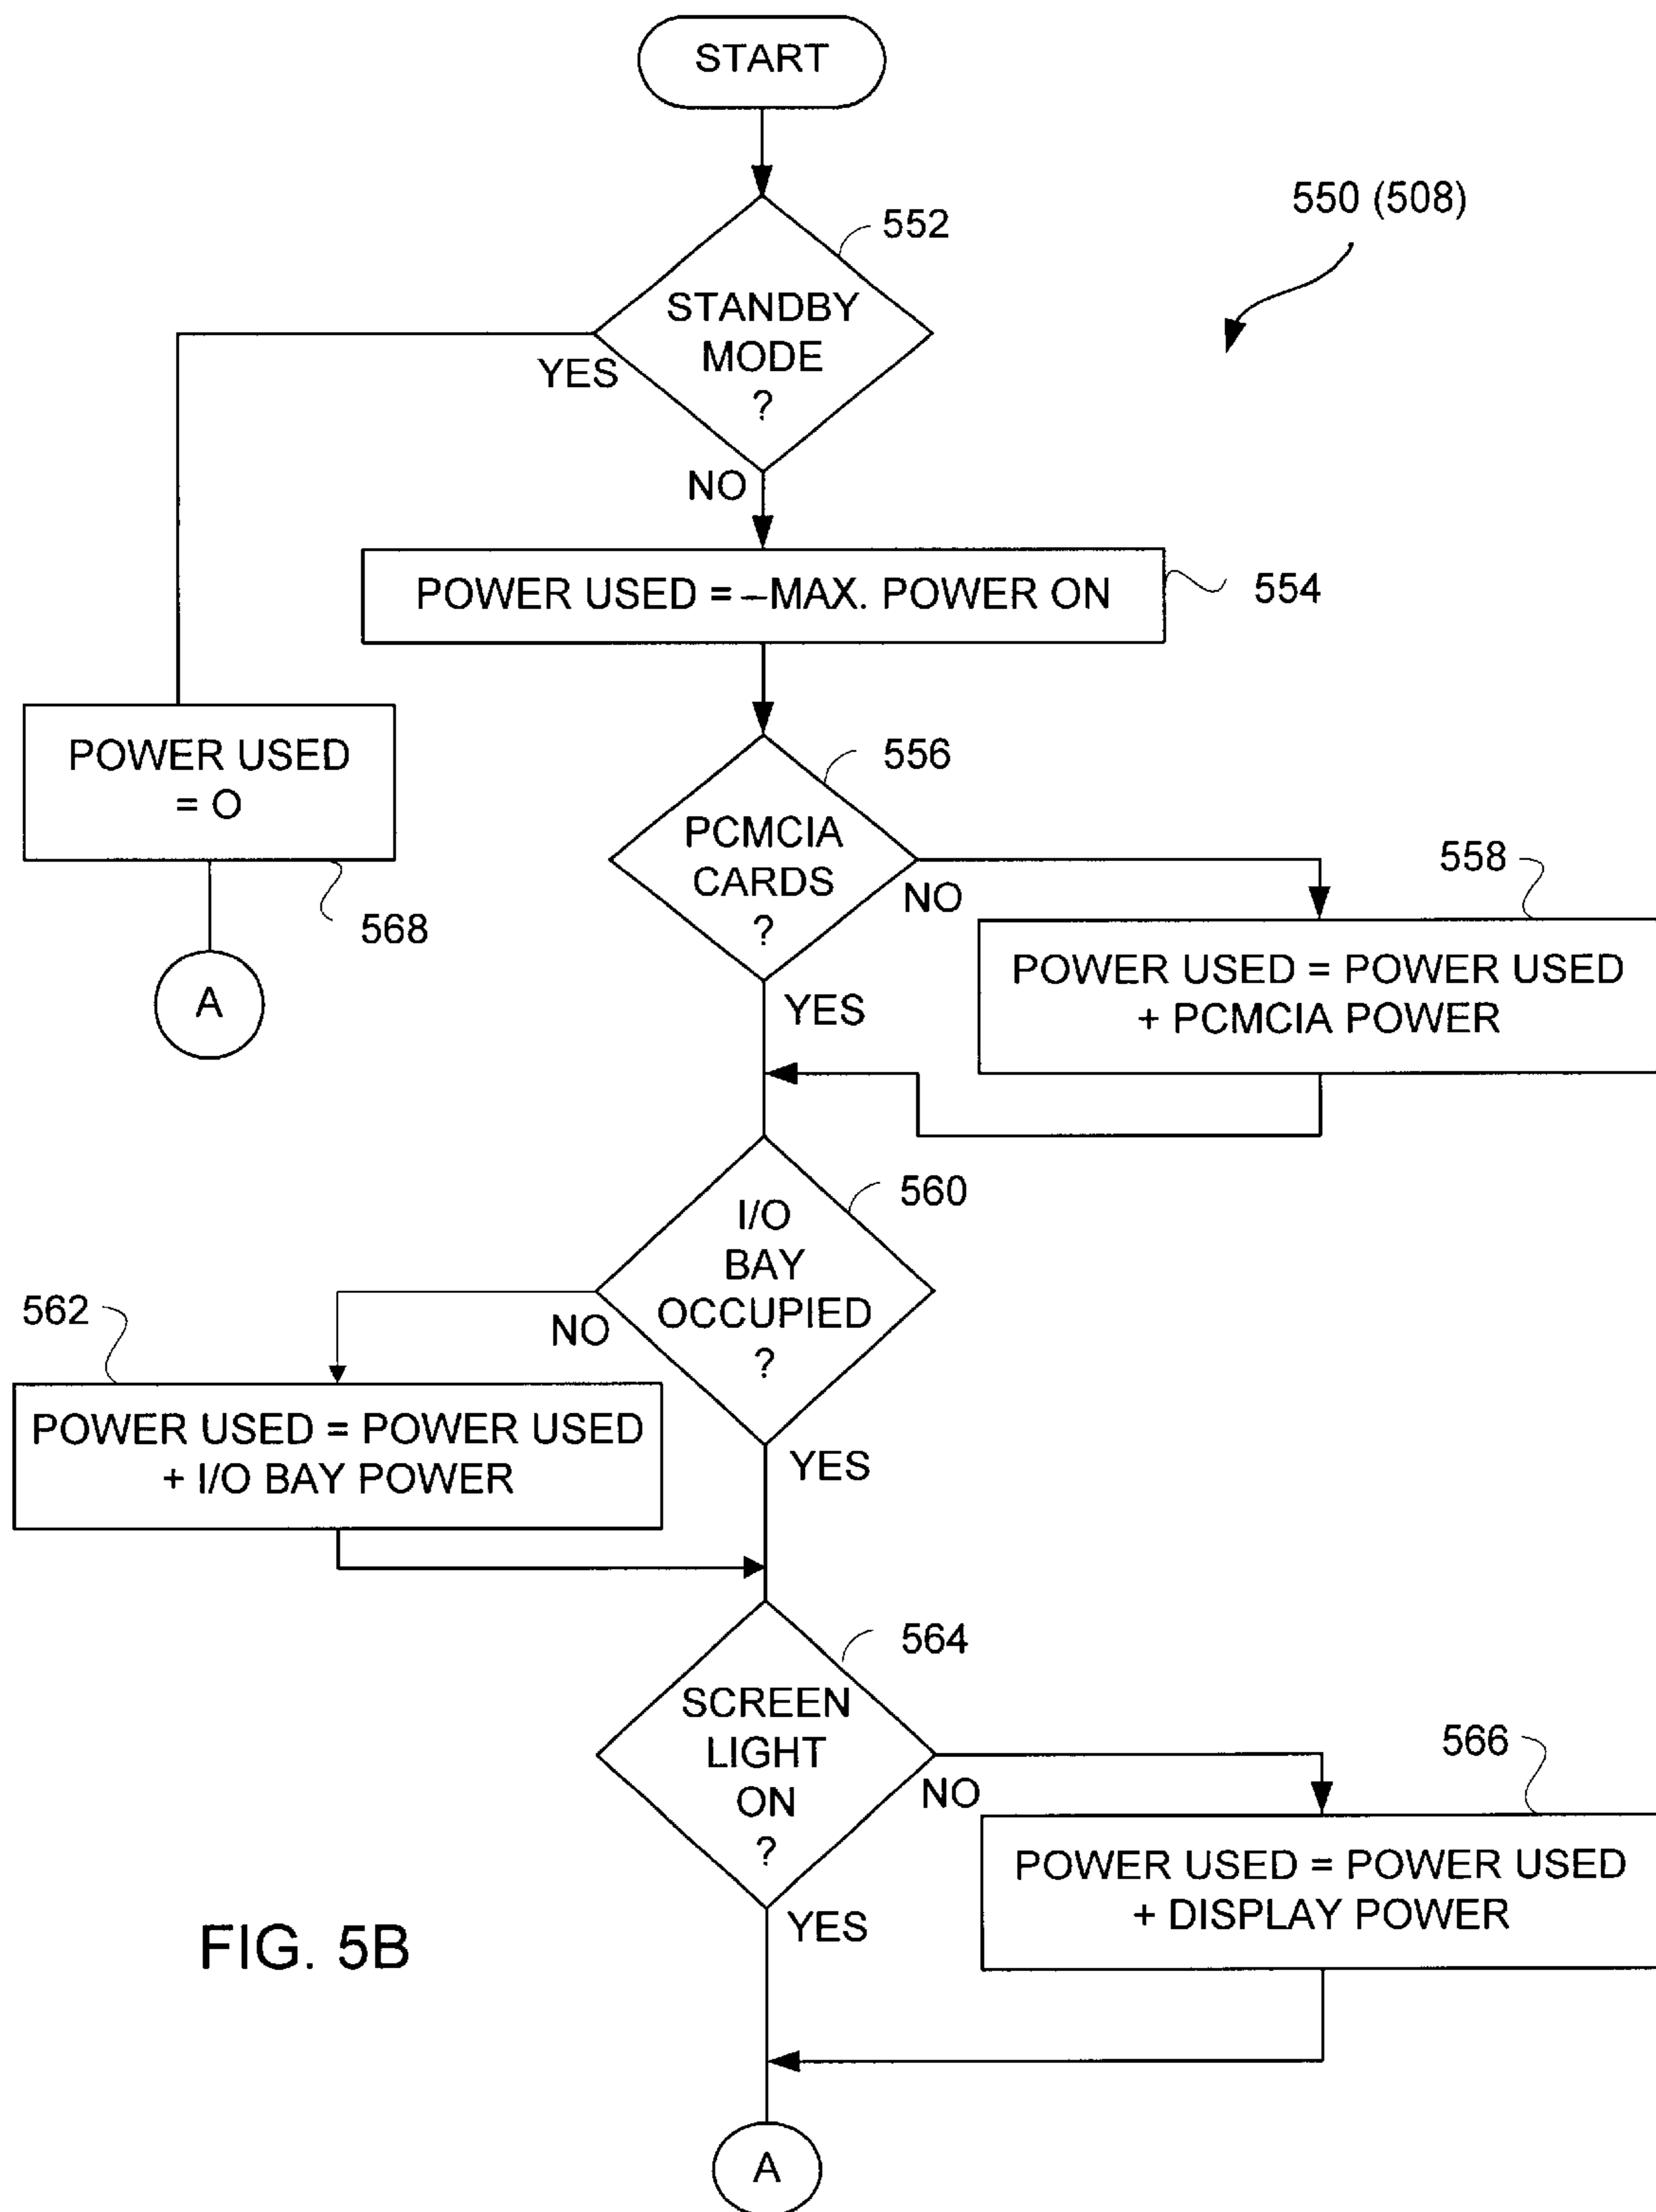 START
550 (508)
552
STANDBY
MODE
?
YES
NO
POWER USED = –MAX. POWER ON
554
POWER USED
= O
568
A
556
PCMCIA
CARDS
?
NO
YES
558
POWER USED = POWER USED
+ PCMCIA POWER
560
I/O
BAY
OCCUPIED
?
NO
YES
562
POWER USED = POWER USED
+ I/O BAY POWER
564
SCREEN
LIGHT
ON
?
NO
YES
566
POWER USED = POWER USED
+ DISPLAY POWER
FIG. 5B
A